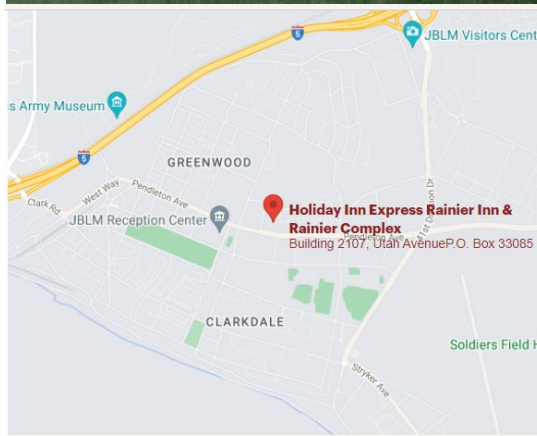 5
JBLM Visitors Cent
s Army Museum
5
GREENWOOD
Clark Rd
West Way
Pendleton Ave
41st Division Dr
JBLM Reception Center
Holiday Inn Express Rainier Inn &
Rainier Complex
Pendleton Ave
Building 2107, Utah AvenueP.O. Box 33085
CLARKDALE
Soldiers Field H
Stryker Ave
5